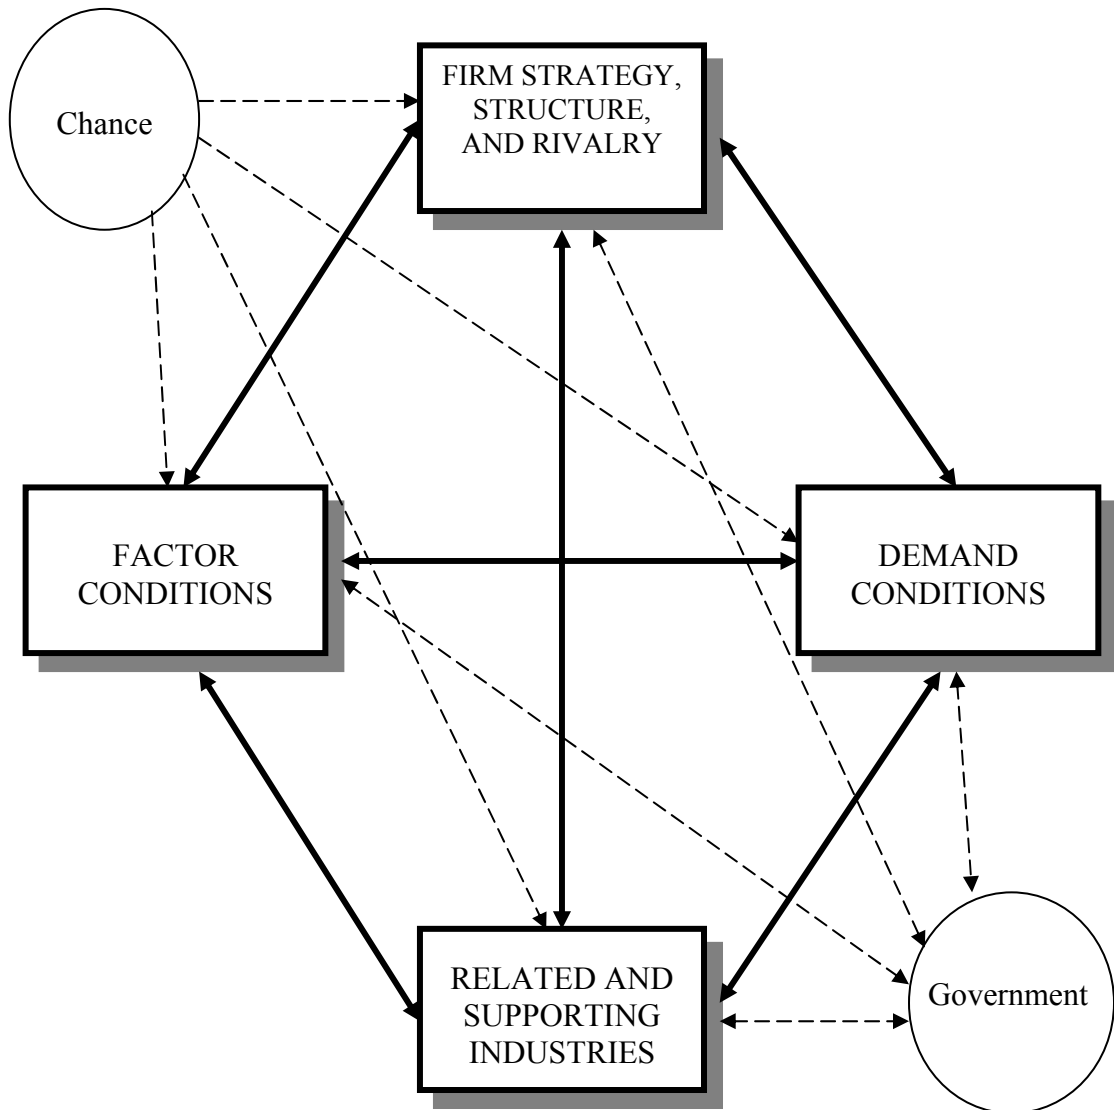 Chance
FIRM STRATEGY,
STRUCTURE,
AND RIVALRY
FACTOR
CONDITIONS
DEMAND
CONDITIONS
RELATED AND
SUPPORTING
INDUSTRIES
Government